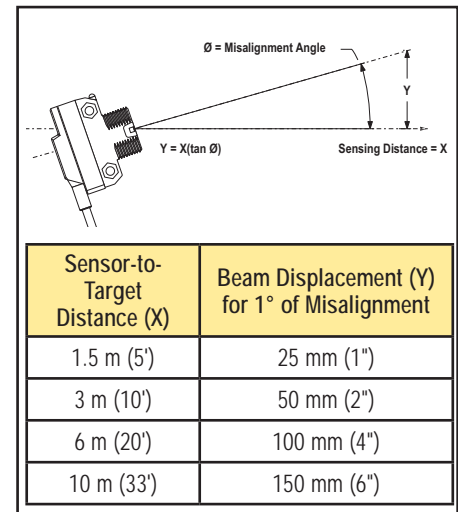 Ø = Misalignment Angle
Y
Y = X(tan Ø)
Sensing Distance = X
Sensor-to-
Target
Distance (X)
Beam Displacement (Y)
for 1° of Misalignment
1.5 m (5')
25 mm (1")
3 m (10')
50 mm (2")
6 m (20')
100 mm (4")
10 m (33')
150 mm (6")